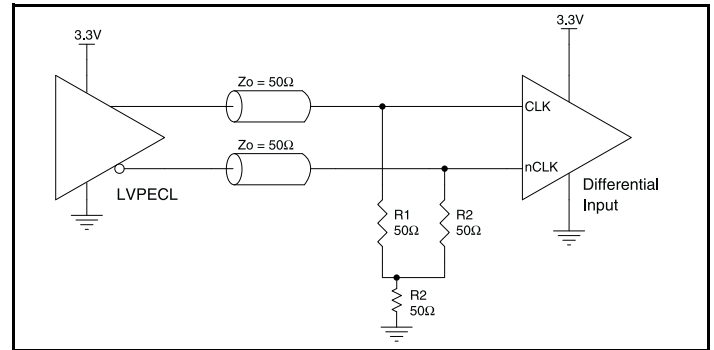 3.3V
3.3V
Zo = 50Ω
CLK
Zo = 50Ω
nCLK
LVPECL
Differential
Input
R1
50Ω
R2
50Ω
R2
50Ω